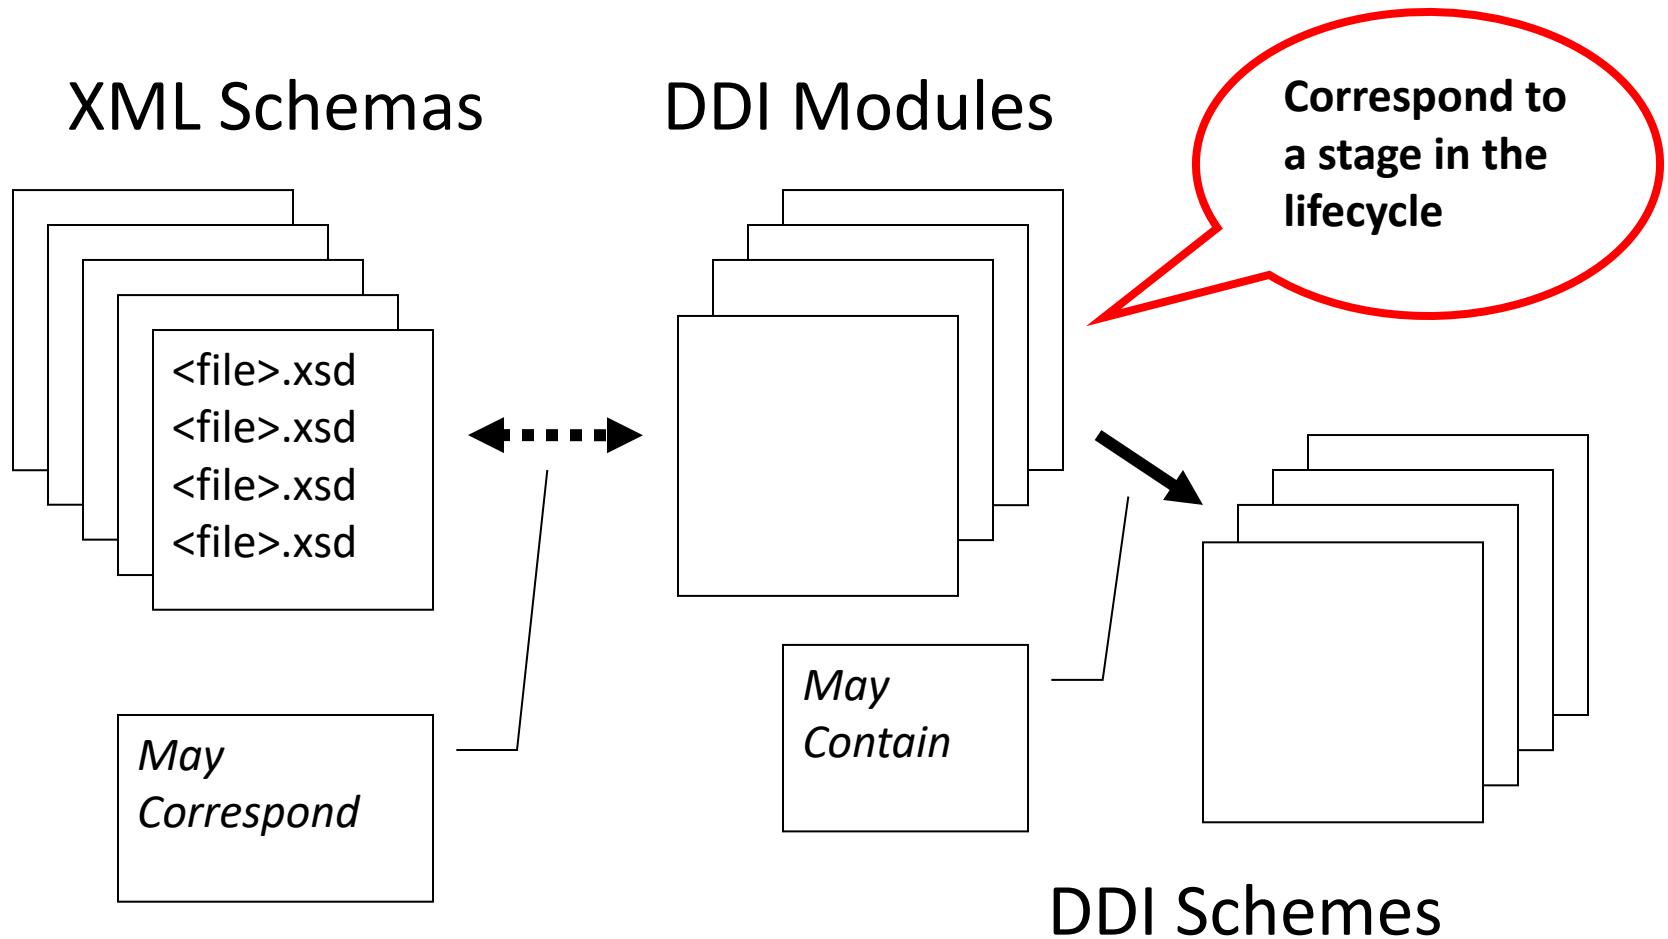 XML Schemas
DDI Modules
Correspond to
a stage in the
lifecycle
<file>.xsd
<file>.xsd
<file>.xsd
<file>.xsd
May
Contain
May
Correspond
DDI Schemes